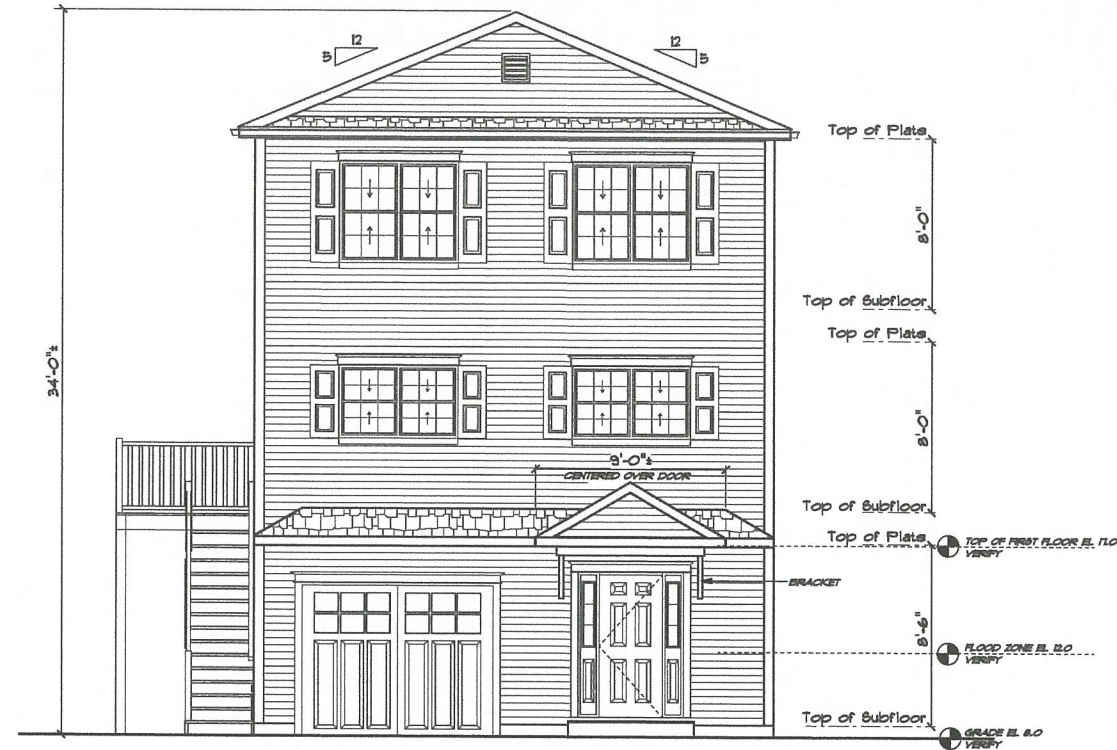 12
5
12
5
Top of Plate
8'-0"
Top of Subfloor
Top of Plate
34'-0"±
8'-0"
9'-0"±
CENTERED OVER DOOR
Top of Subfloor
Top of Plate
TOP OF FIRST FLOOR EL 17.0
VERIFY
BRACKET
8'-6"
FLOOD ZONE EL 12.0
VERIFY
Top of Subfloor
GRADE EL 8.0
VERIFY